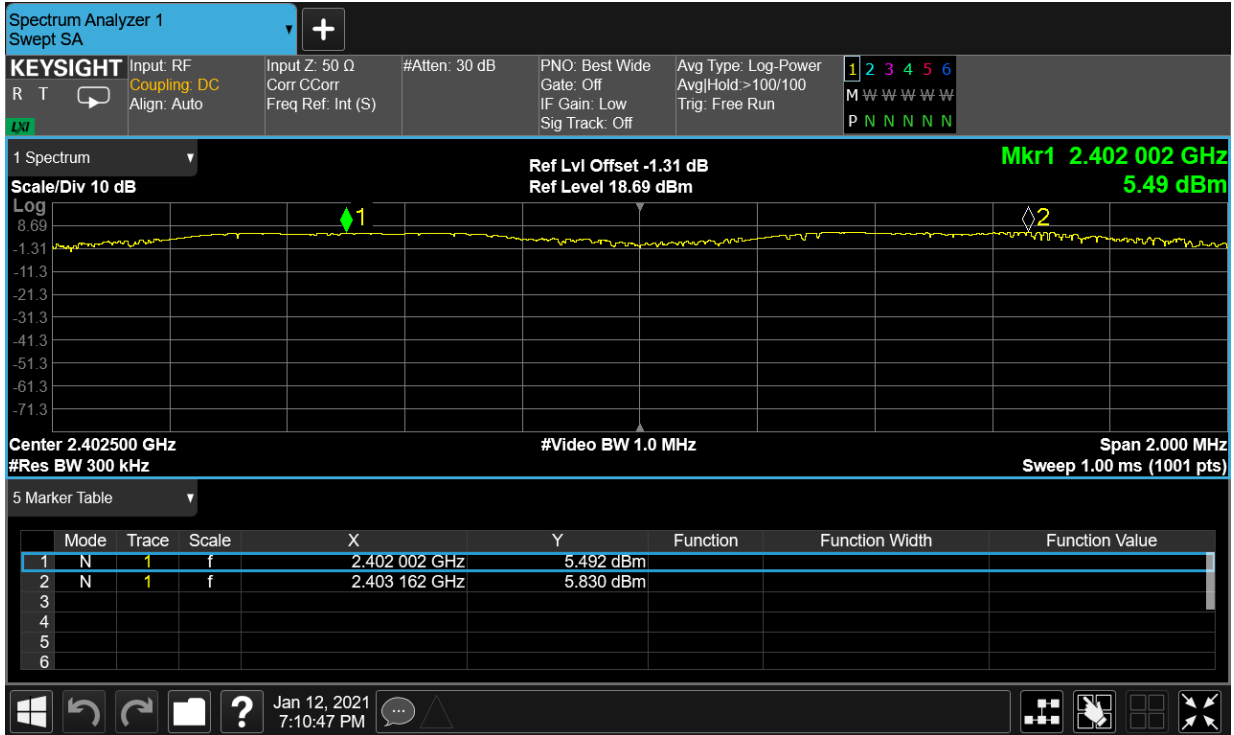 Spectrum Analyzer 1
Swept SA
KEYSIGHT
R T
LXI
Input: RF
Coupling: DC
Align: Auto
Input Z: 50 Ω
Corr CCorr
Freq Ref: Int (S)
#Atten: 30 dB
PNO: Best Wide
Gate: Off
IF Gain: Low
Sig Track: Off
Avg Type: Log-Power
Avg|Hold:>100/100
Trig: Free Run
1 2 3 4 5 6
M W W W W W
P N N N N N
1 Spectrum
Scale/Div 10 dB
Ref Lvl Offset -1.31 dB
Ref Level 18.69 dBm
Mkr1 2.402 002 GHz
5.49 dBm
Log
8.69
-1.31
-11.3
-21.3
-31.3
-41.3
-51.3
-61.3
-71.3
1
2
Center 2.402500 GHz
#Video BW 1.0 MHz
Span 2.000 MHz
#Res BW 300 kHz
Sweep 1.00 ms (1001 pts)
5 Marker Table
Mode Trace Scale X Y Function Function Width Function Value
1 N 1 f 2.402 002 GHz 5.492 dBm
2 N 1 f 2.403 162 GHz 5.830 dBm
3
4
5
6
?
Jan 12, 2021
7:10:47 PM